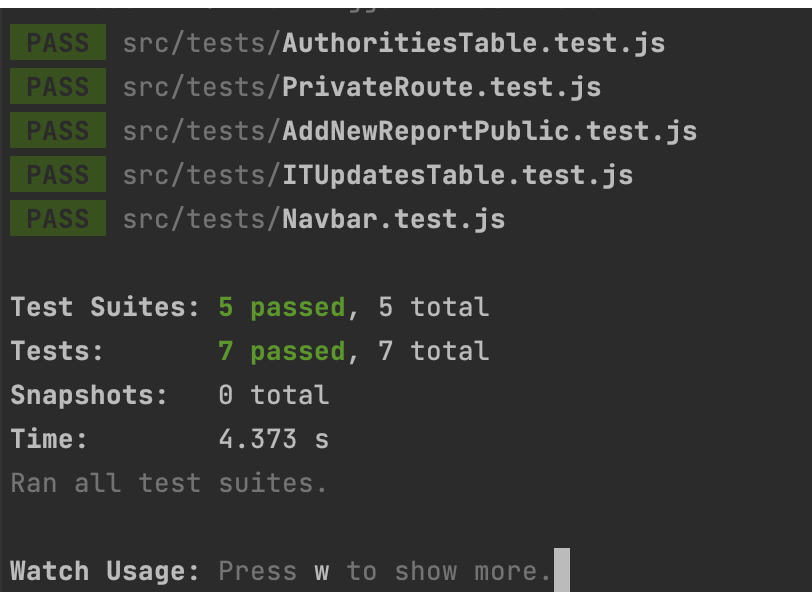 PASS src/tests/AuthoritiesTable.test.js
PASS src/tests/PrivateRoute.test.js
PASS src/tests/AddNewReportPublic.test.js
PASS src/tests/ITUpdatesTable.test.js
PASS src/tests/Navbar.test.js
Test Suites: 5 passed, 5 total
Tests: 7 passed, 7 total
Snapshots: 0 total
Time: 4.373 s
Ran all test suites.
Watch Usage: Press w to show more.